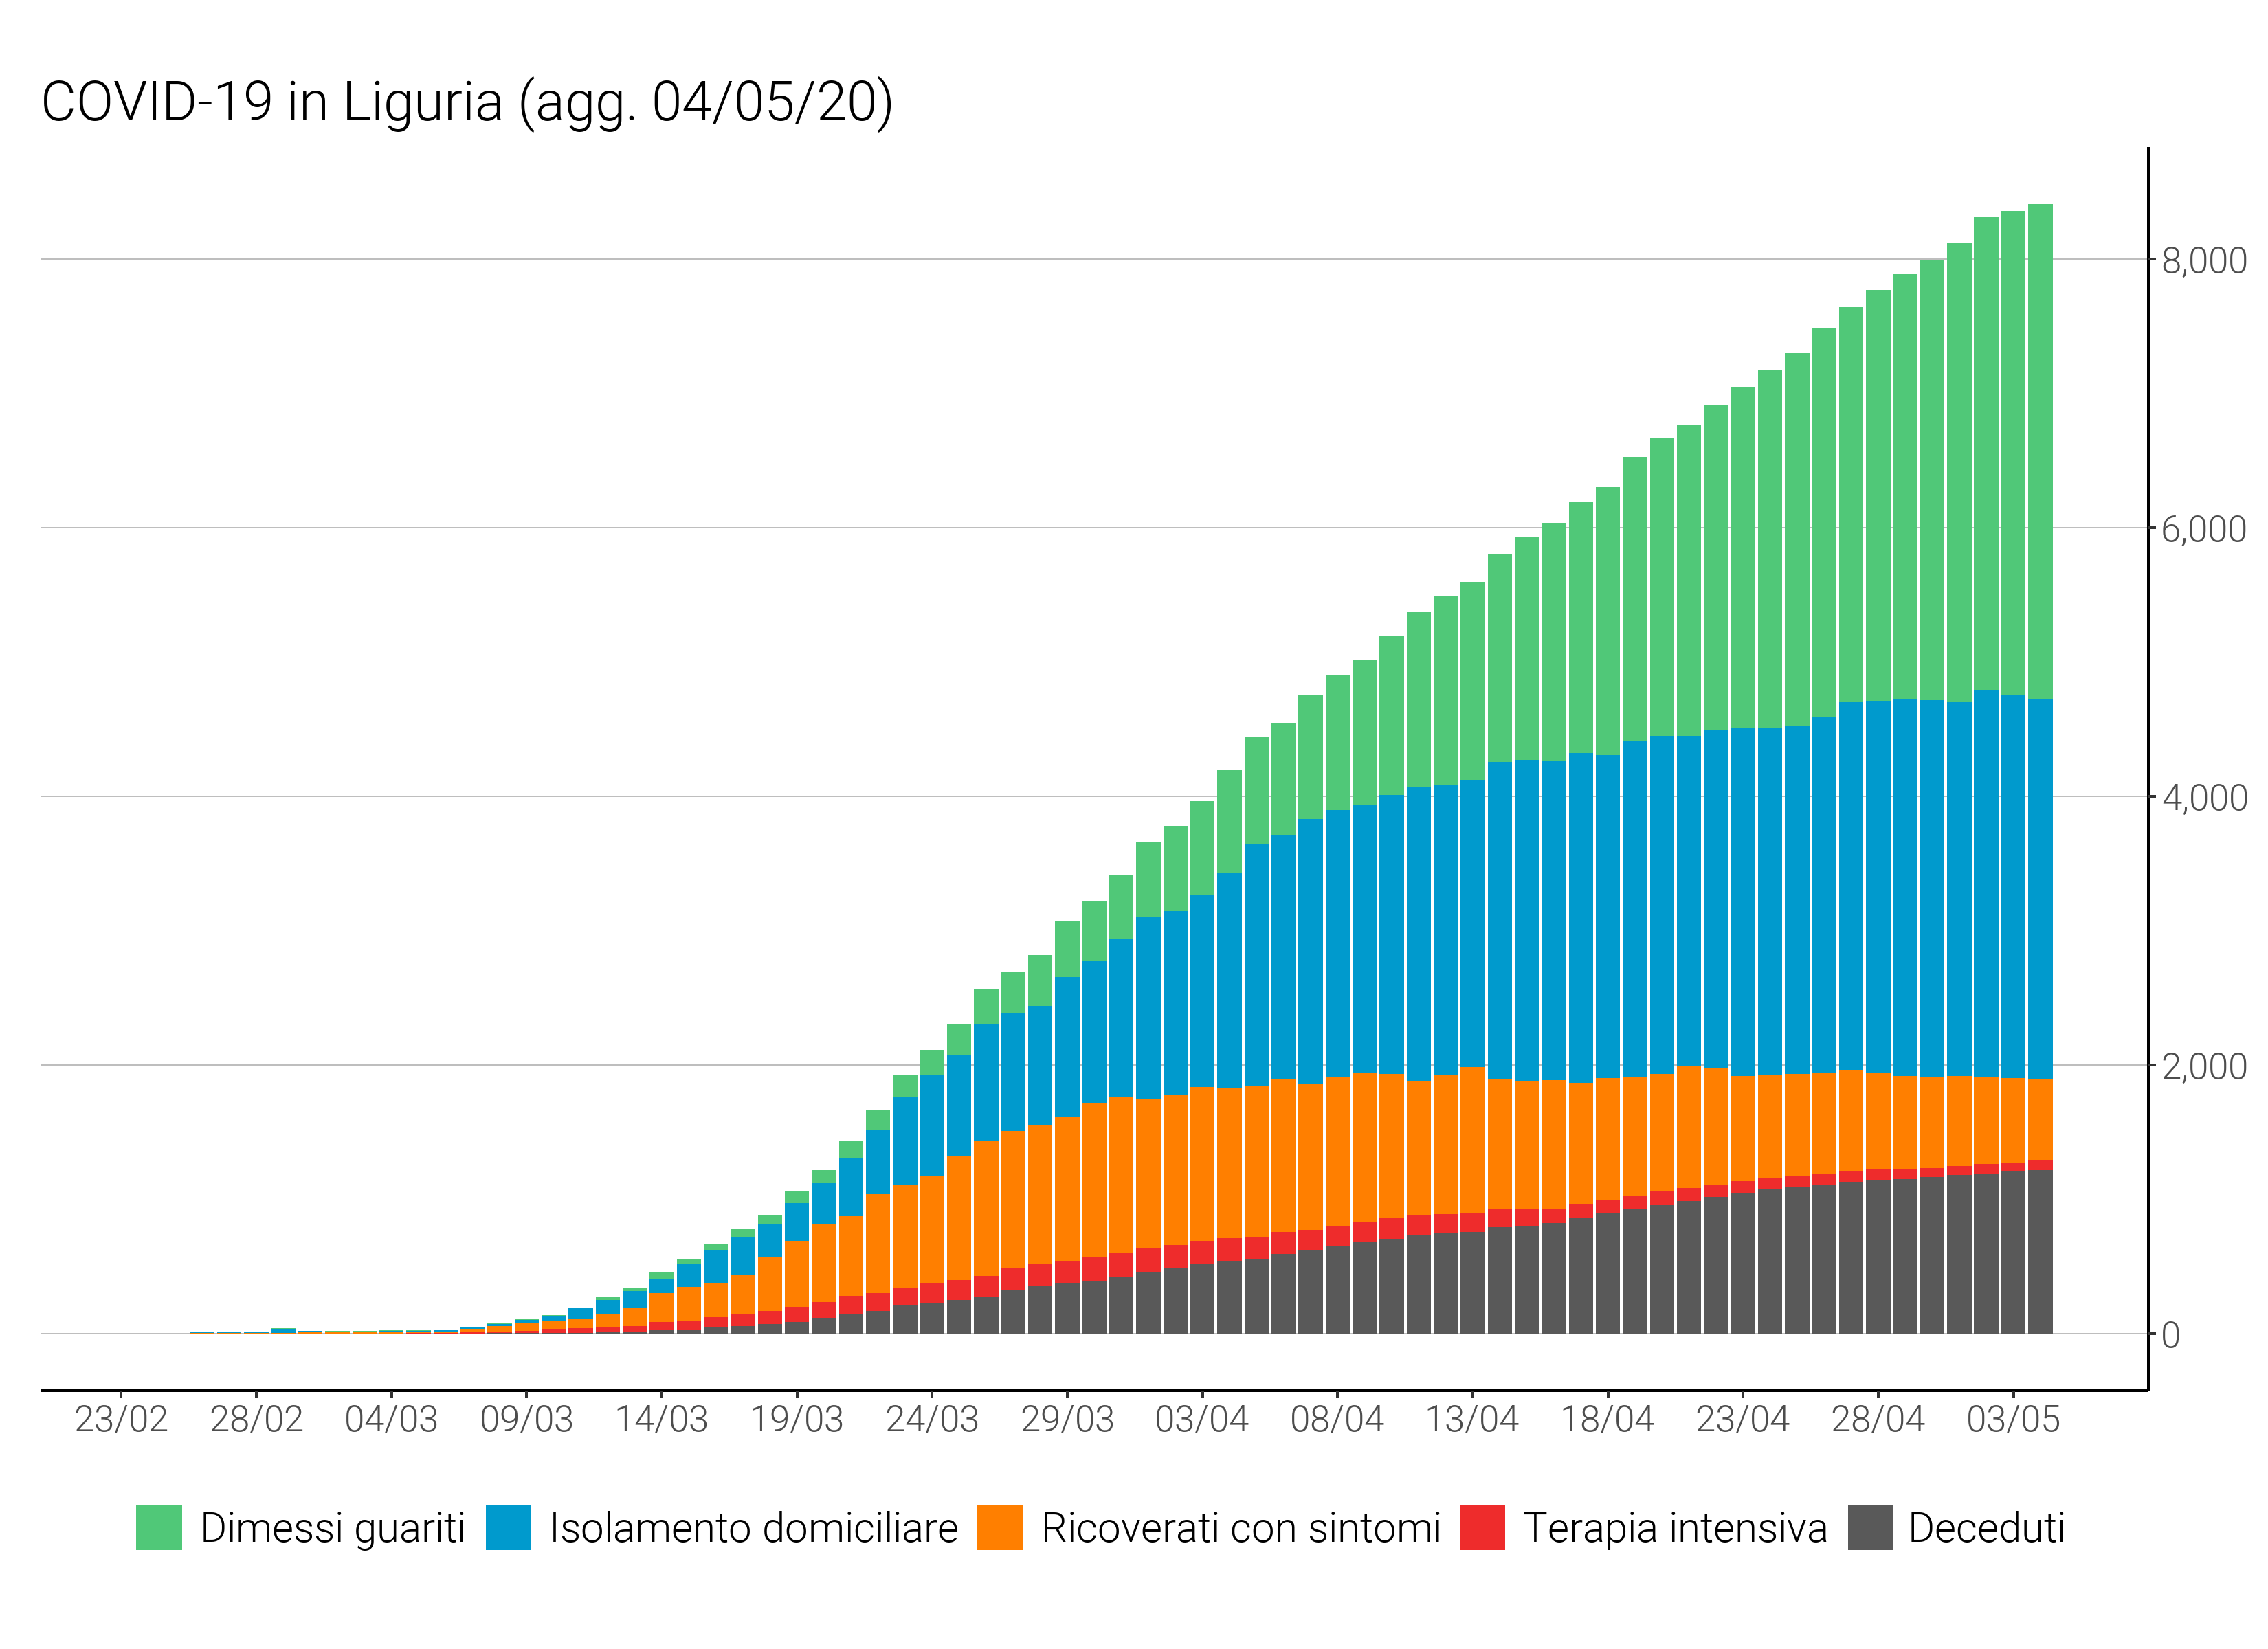 COVID-19 in Liguria (agg. 04/05/20)
8,000
6,000
4,000
2,000
0
23/02 28/02 04/03 09/03 14/03 19/03 24/03 29/03 03/04 08/04 13/04 18/04 23/04 28/04 03/05
Dimessi guariti Isolamento domiciliare Ricoverati con sintomi Terapia intensiva Deceduti